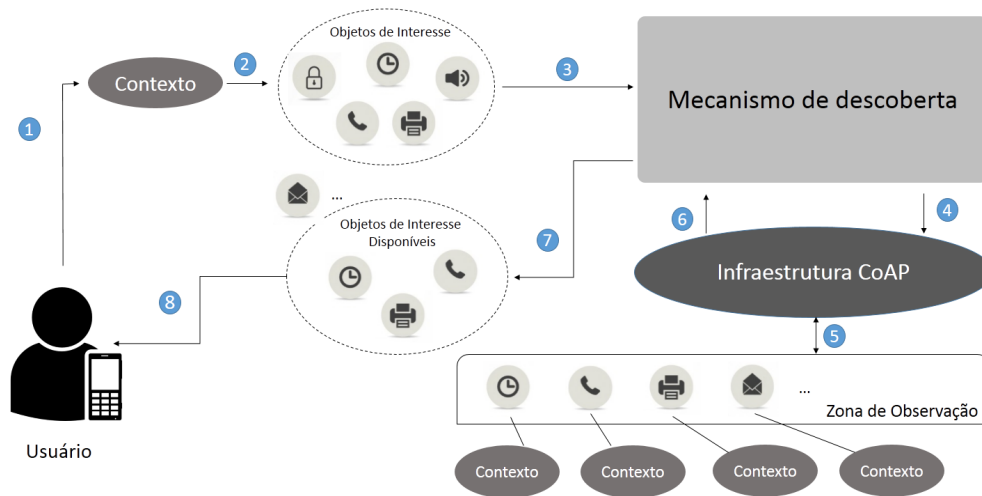 Objetos de Interesse
Contexto
2
3
1
Mecanismo de descoberta
...
Objetos de Interesse
Disponíveis
7
6
4
Infraestrutura CoAP
8
5
...
Zona de Observação
Usuário
Contexto
Contexto
Contexto
Contexto